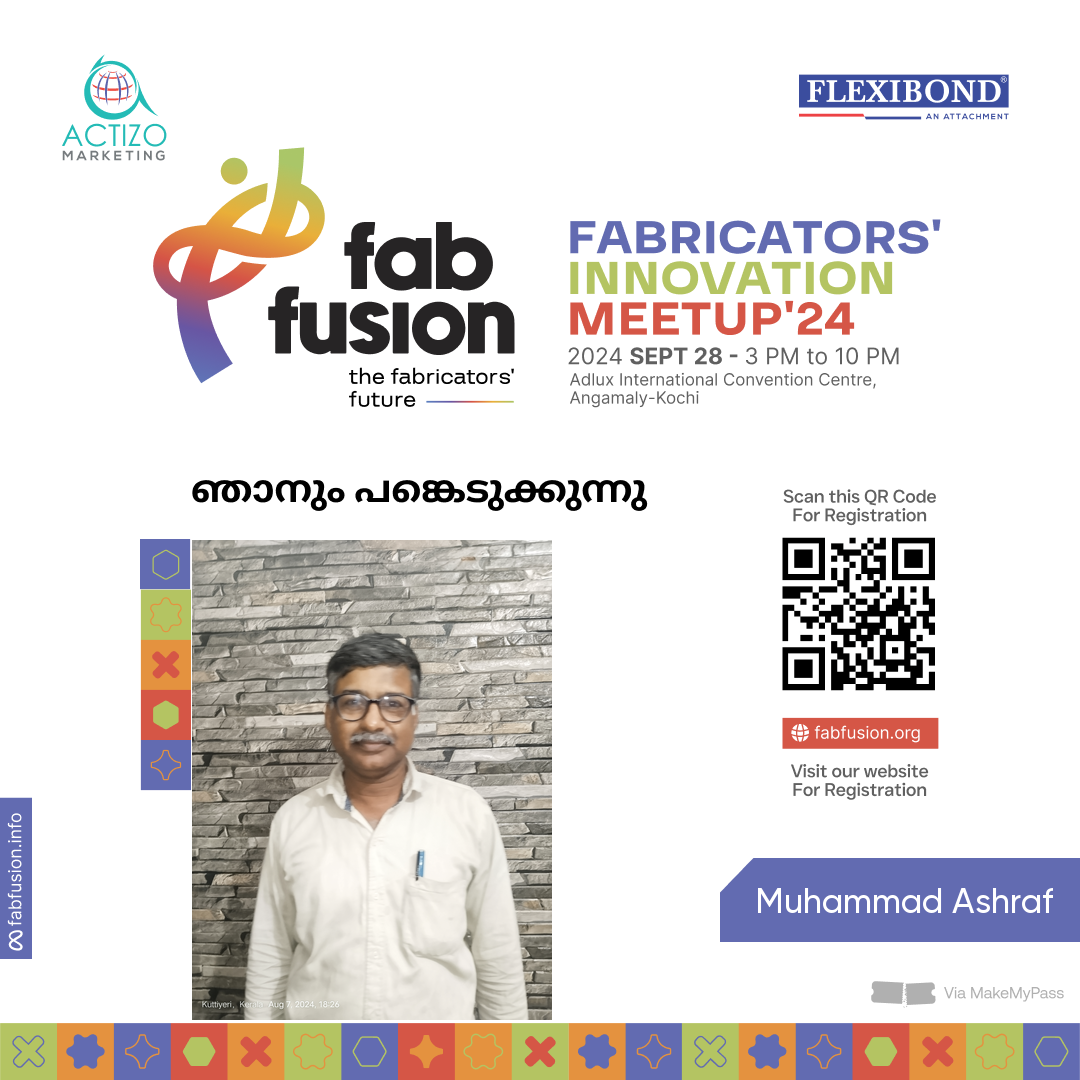 ACTIZO
MARKETING
FLEXIBOND®
AN ATTACHMENT
fab
fusion
the fabricators'
future
FABRICATORS'
INNOVATION
MEETUP'24
2024 SEPT 28 - 3 PM to 10 PM
Adlux International Convention Centre,
Angamaly-Kochi
ഞാനും പങ്കെടുക്കുന്നു
Scan this QR Code
For Registration
fabfusion.org
Visit our website
For Registration
fabfusion.info
Muhammad Ashraf
Kuttiyeri, Kerala, Aug 7, 2024, 18:26
Via MakeMyPass